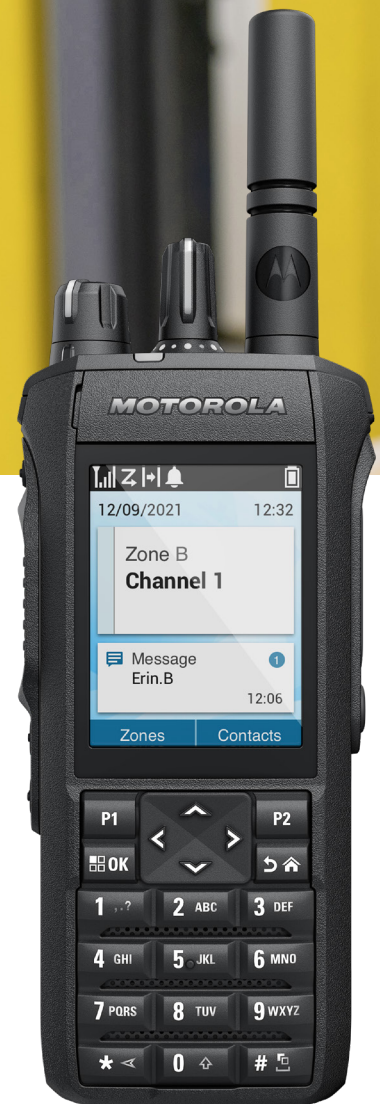 MOTOROLA
12/09/2021 12:32
Zone B
Channel 1
Message 1
Erin.B
12:06
Zones Contacts
P1 P2
OK
1 ,.? 2 ABC 3 DEF
4 GHI 5 JKL 6 MNO
7 PQRS 8 TUV 9 WXYZ
* 0 #